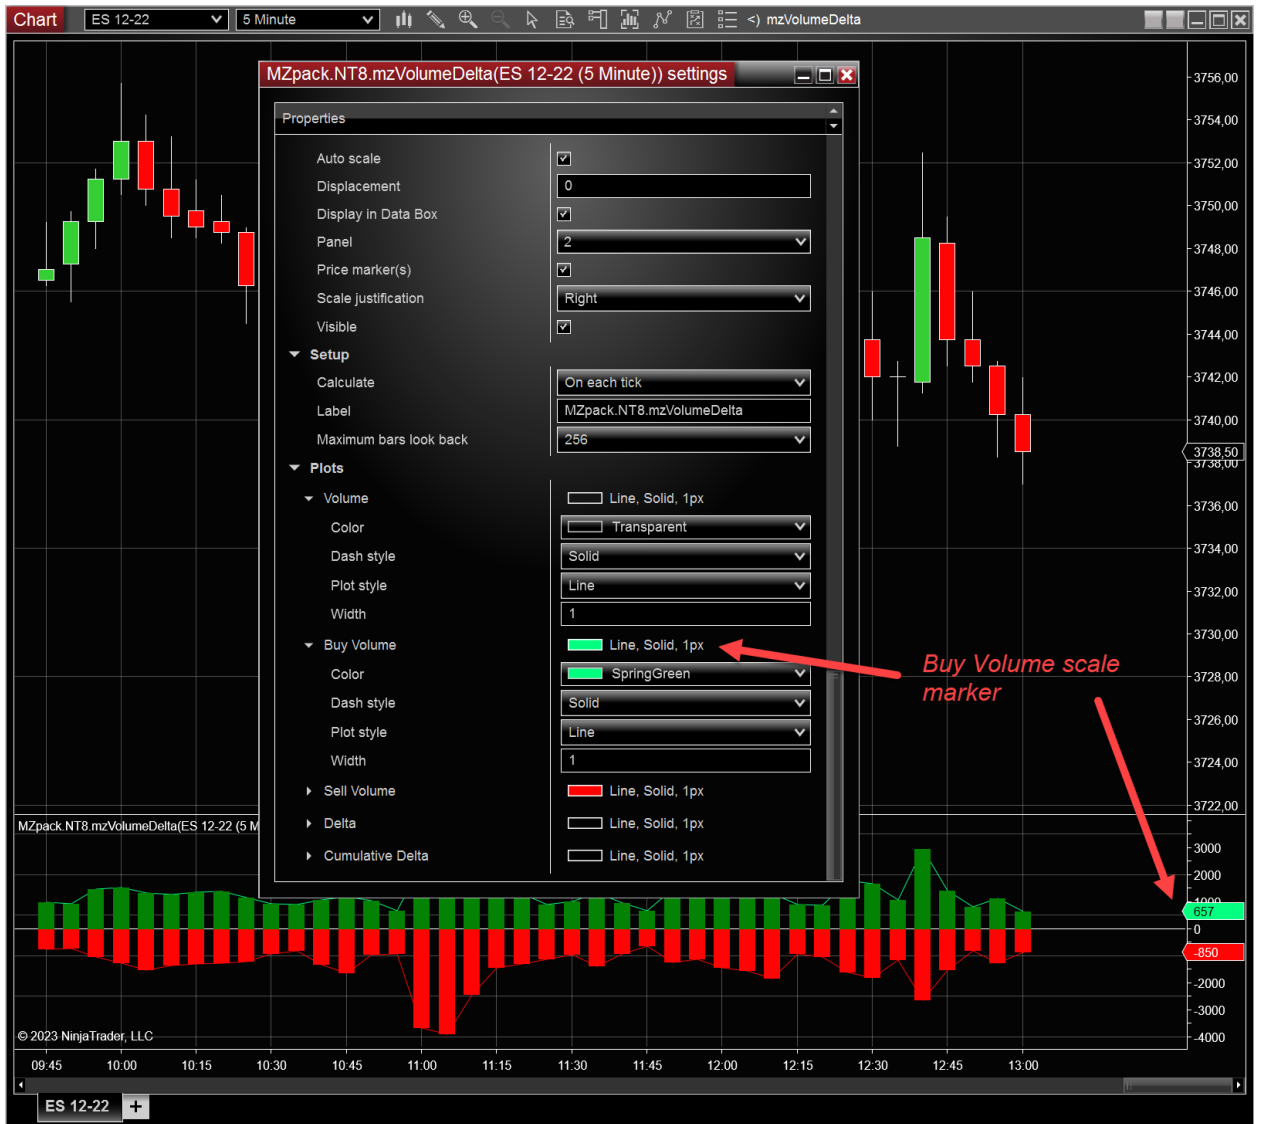 Chart ES 12-22 5 Minute <) mzVolumeDelta
MZpack.NT8.mzVolumeDelta(ES 12-22 (5 Minute)) settings
Properties
Auto scale
Displacement 0
Display in Data Box
Panel 2
Price marker(s)
Scale justification Right
Visible
Setup
Calculate On each tick
Label MZpack.NT8.mzVolumeDelta
Maximum bars look back 256
Plots
Volume Line, Solid, 1px
Color Transparent
Dash style Solid
Plot style Line
Width 1
Buy Volume Line, Solid, 1px
Color SpringGreen
Dash style Solid
Plot style Line
Width 1
Sell Volume Line, Solid, 1px
Delta Line, Solid, 1px
Cumulative Delta Line, Solid, 1px
Buy Volume scale
marker
3756,00
3754,00
3752,00
3750,00
3748,00
3746,00
3744,00
3742,00
3740,00
3738,50
3738,00
3736,00
3734,00
3732,00
3730,00
3728,00
3726,00
3724,00
3722,00
MZpack.NT8.mzVolumeDelta(ES 12-22 (5 M
3000
2000
1000
657
0
-850
-2000
-3000
-4000
© 2023 NinjaTrader, LLC
09:45 10:00 10:15 10:30 10:45 11:00 11:15 11:30 11:45 12:00 12:15 12:30 12:45 13:00
ES 12-22 +